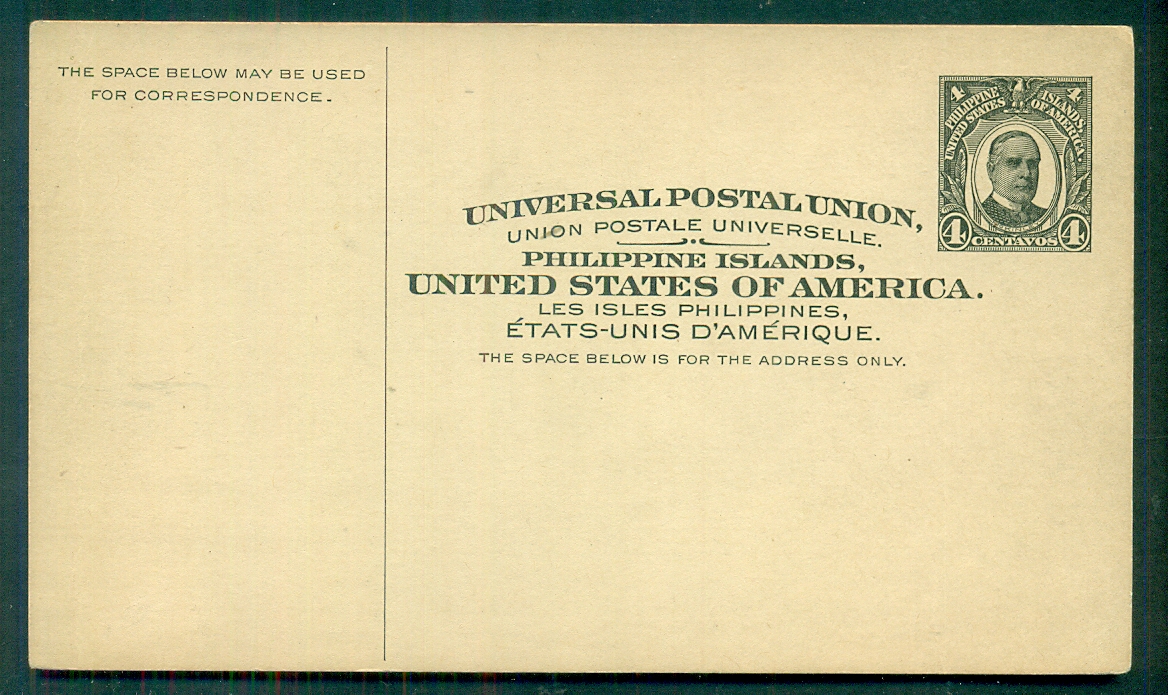 THE SPACE BELOW MAY BE USED
FOR CORRESPONDENCE.
4 4
PHILIPPINE ISLANDS
UNITED STATES OF AMERICA.
4 CENTAVOS 4
UNIVERSAL POSTAL UNION,
UNION POSTALE UNIVERSELLE.
PHILIPPINE ISLANDS,
UNITED STATES OF AMERICA.
LES ISLES PHILIPPINES,
ÉTATS-UNIS D'AMÉRIQUE.
THE SPACE BELOW IS FOR THE ADDRESS ONLY.